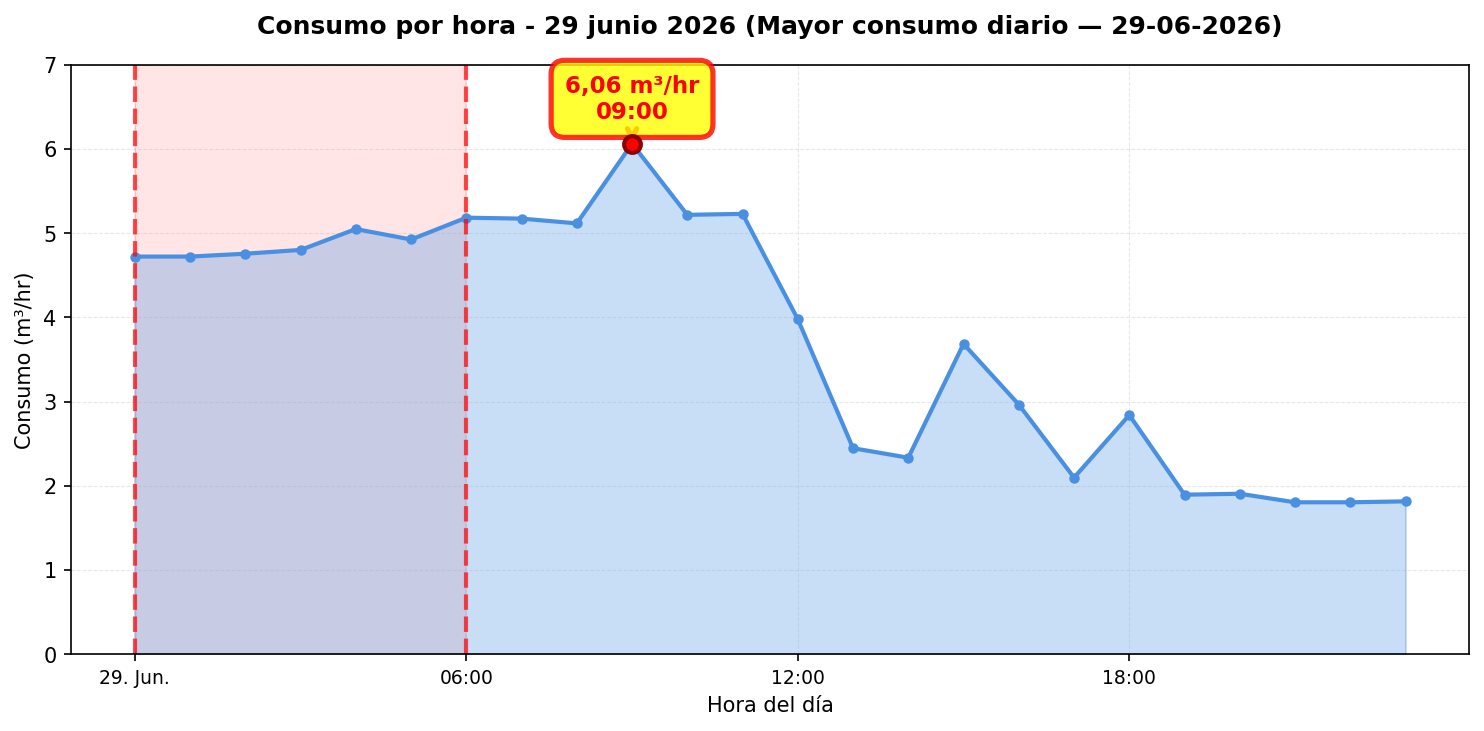 Consumo por hora - 29 junio 2026 (Mayor consumo diario — 29-06-2026)
6,06 m³/hr
09:00
Consumo (m³/hr)
7
6
5
4
3
2
1
0
29. Jun.
06:00
12:00
18:00
Hora del día